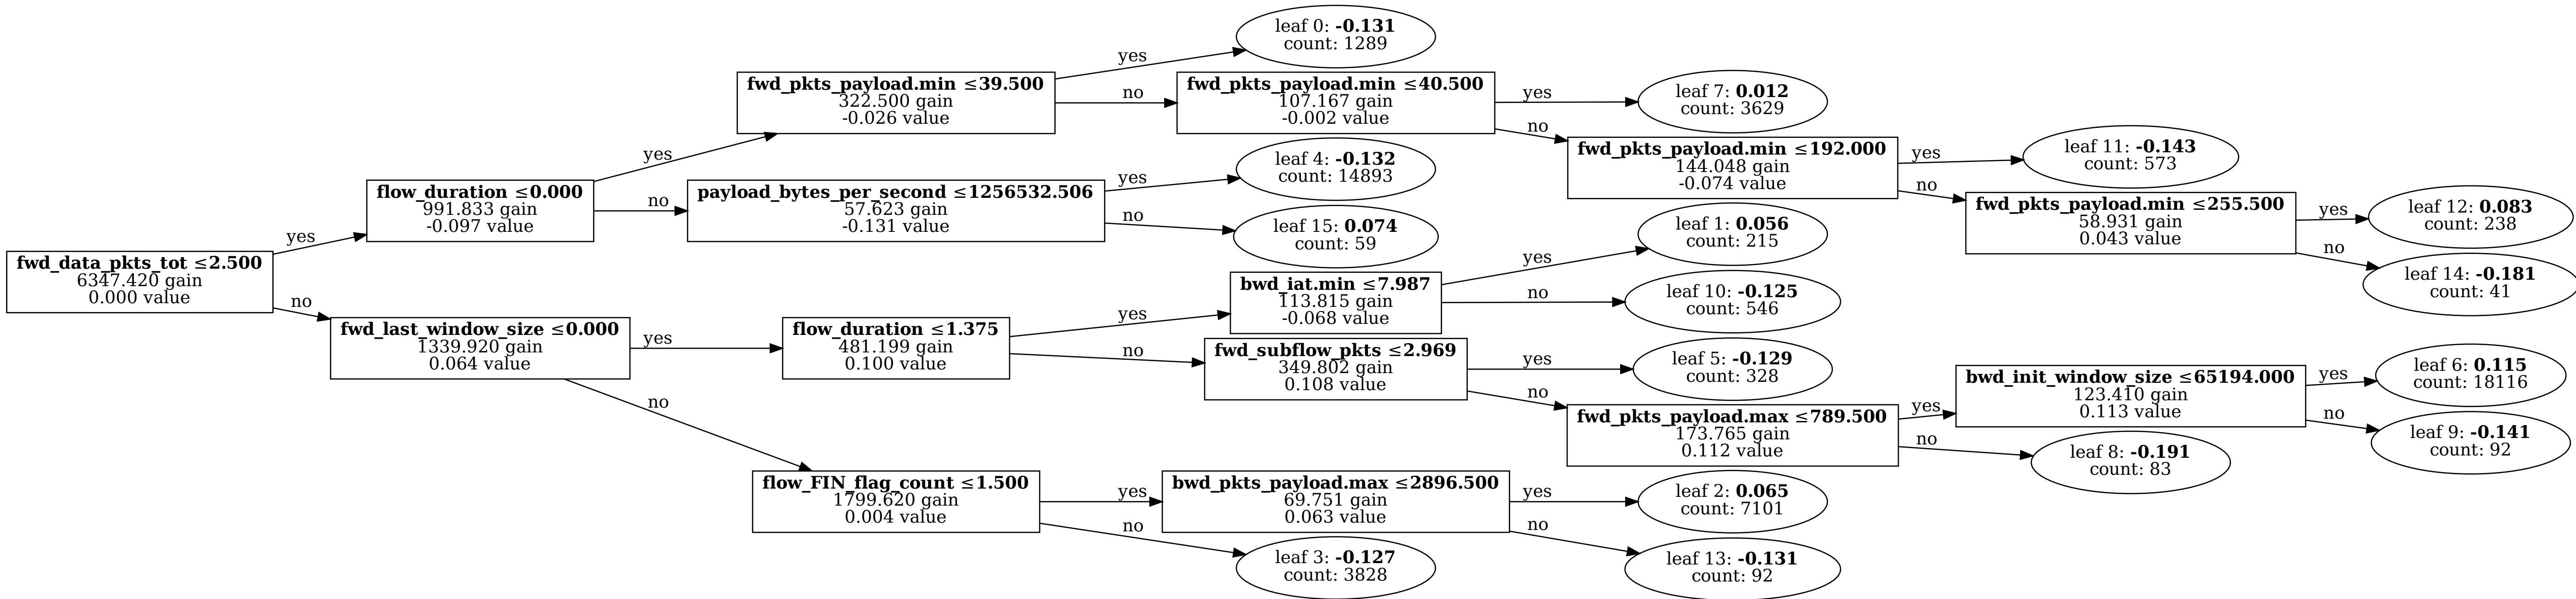 fwd_data_pkts_tot ≤2.500
6347.420 gain
0.000 value
yes
no
flow_duration ≤0.000
991.833 gain
-0.097 value
yes
no
fwd_last_window_size ≤0.000
1339.920 gain
0.064 value
yes
no
fwd_pkts_payload.min ≤39.500
322.500 gain
-0.026 value
yes
no
payload_bytes_per_second ≤1256532.506
57.623 gain
-0.131 value
yes
no
flow_duration ≤1.375
481.199 gain
0.100 value
yes
no
flow_FIN_flag_count ≤1.500
1799.620 gain
0.004 value
yes
no
leaf 0: -0.131
count: 1289
fwd_pkts_payload.min ≤40.500
107.167 gain
-0.002 value
yes
no
leaf 4: -0.132
count: 14893
leaf 15: 0.074
count: 59
bwd_iat.min ≤7.987
113.815 gain
-0.068 value
yes
no
fwd_subflow_pkts ≤2.969
349.802 gain
0.108 value
yes
no
bwd_pkts_payload.max ≤2896.500
69.751 gain
0.063 value
yes
no
leaf 3: -0.127
count: 3828
leaf 7: 0.012
count: 3629
fwd_pkts_payload.min ≤192.000
144.048 gain
-0.074 value
yes
no
leaf 1: 0.056
count: 215
leaf 10: -0.125
count: 546
leaf 5: -0.129
count: 328
fwd_pkts_payload.max ≤789.500
173.765 gain
0.112 value
yes
no
leaf 2: 0.065
count: 7101
leaf 13: -0.131
count: 92
leaf 11: -0.143
count: 573
fwd_pkts_payload.min ≤255.500
58.931 gain
0.043 value
yes
no
bwd_init_window_size ≤65194.000
123.410 gain
0.113 value
yes
no
leaf 8: -0.191
count: 83
leaf 12: 0.083
count: 238
leaf 14: -0.181
count: 41
leaf 6: 0.115
count: 18116
leaf 9: -0.141
count: 92